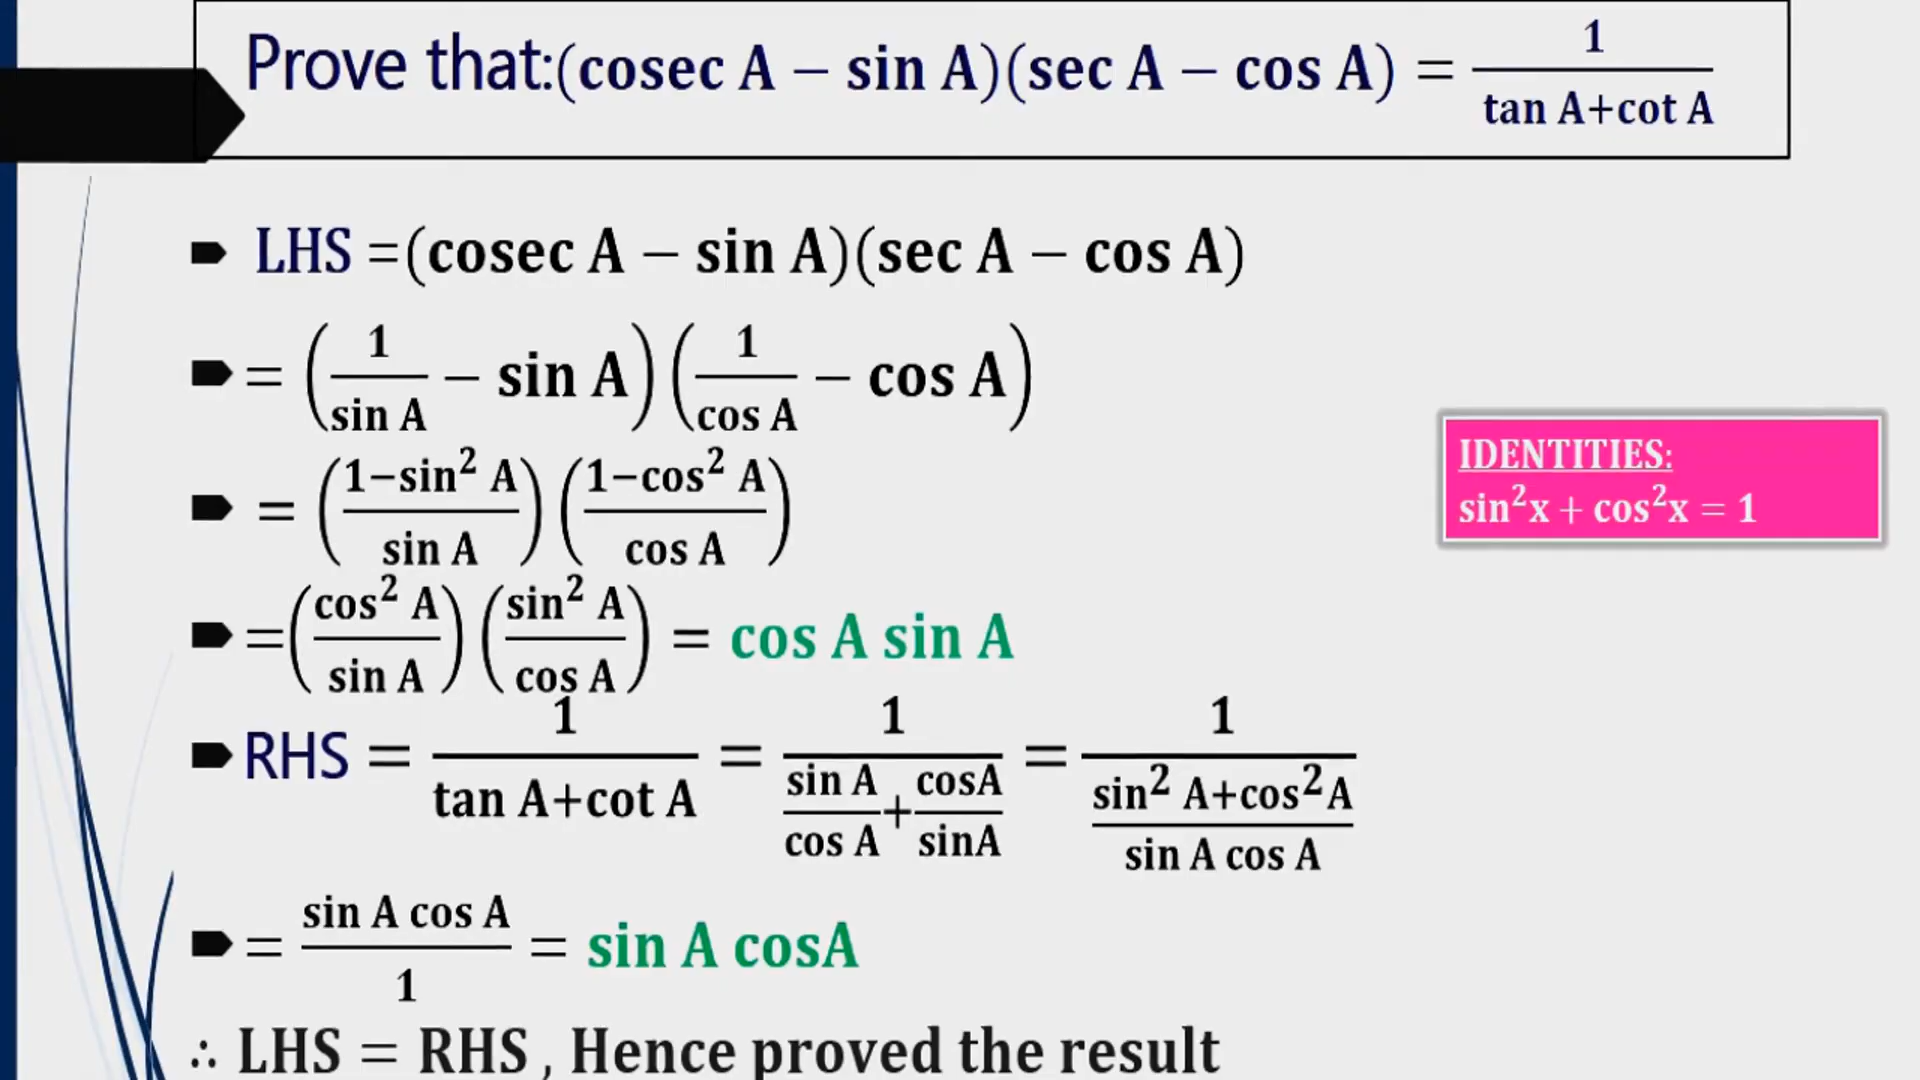 Prove that:(cosec A − sin A)(sec A − cos A) = 1/(tan A+cot A)
LHS =(cosec A − sin A)(sec A − cos A)
= (1/sin A − sin A)(1/cos A − cos A)
= ((1−sin² A)/sin A)((1−cos² A)/cos A)
IDENTITIES:
sin²x + cos²x = 1
=(cos² A/sin A)(sin² A/cos A) = cos A sin A
RHS = 1/(tan A+cot A) = 1/(sin A/cos A+cosA/sinA) = 1/((sin² A+cos²A)/(sin A cos A))
= (sin A cos A)/1 = sin A cosA
∴ LHS = RHS , Hence proved the result